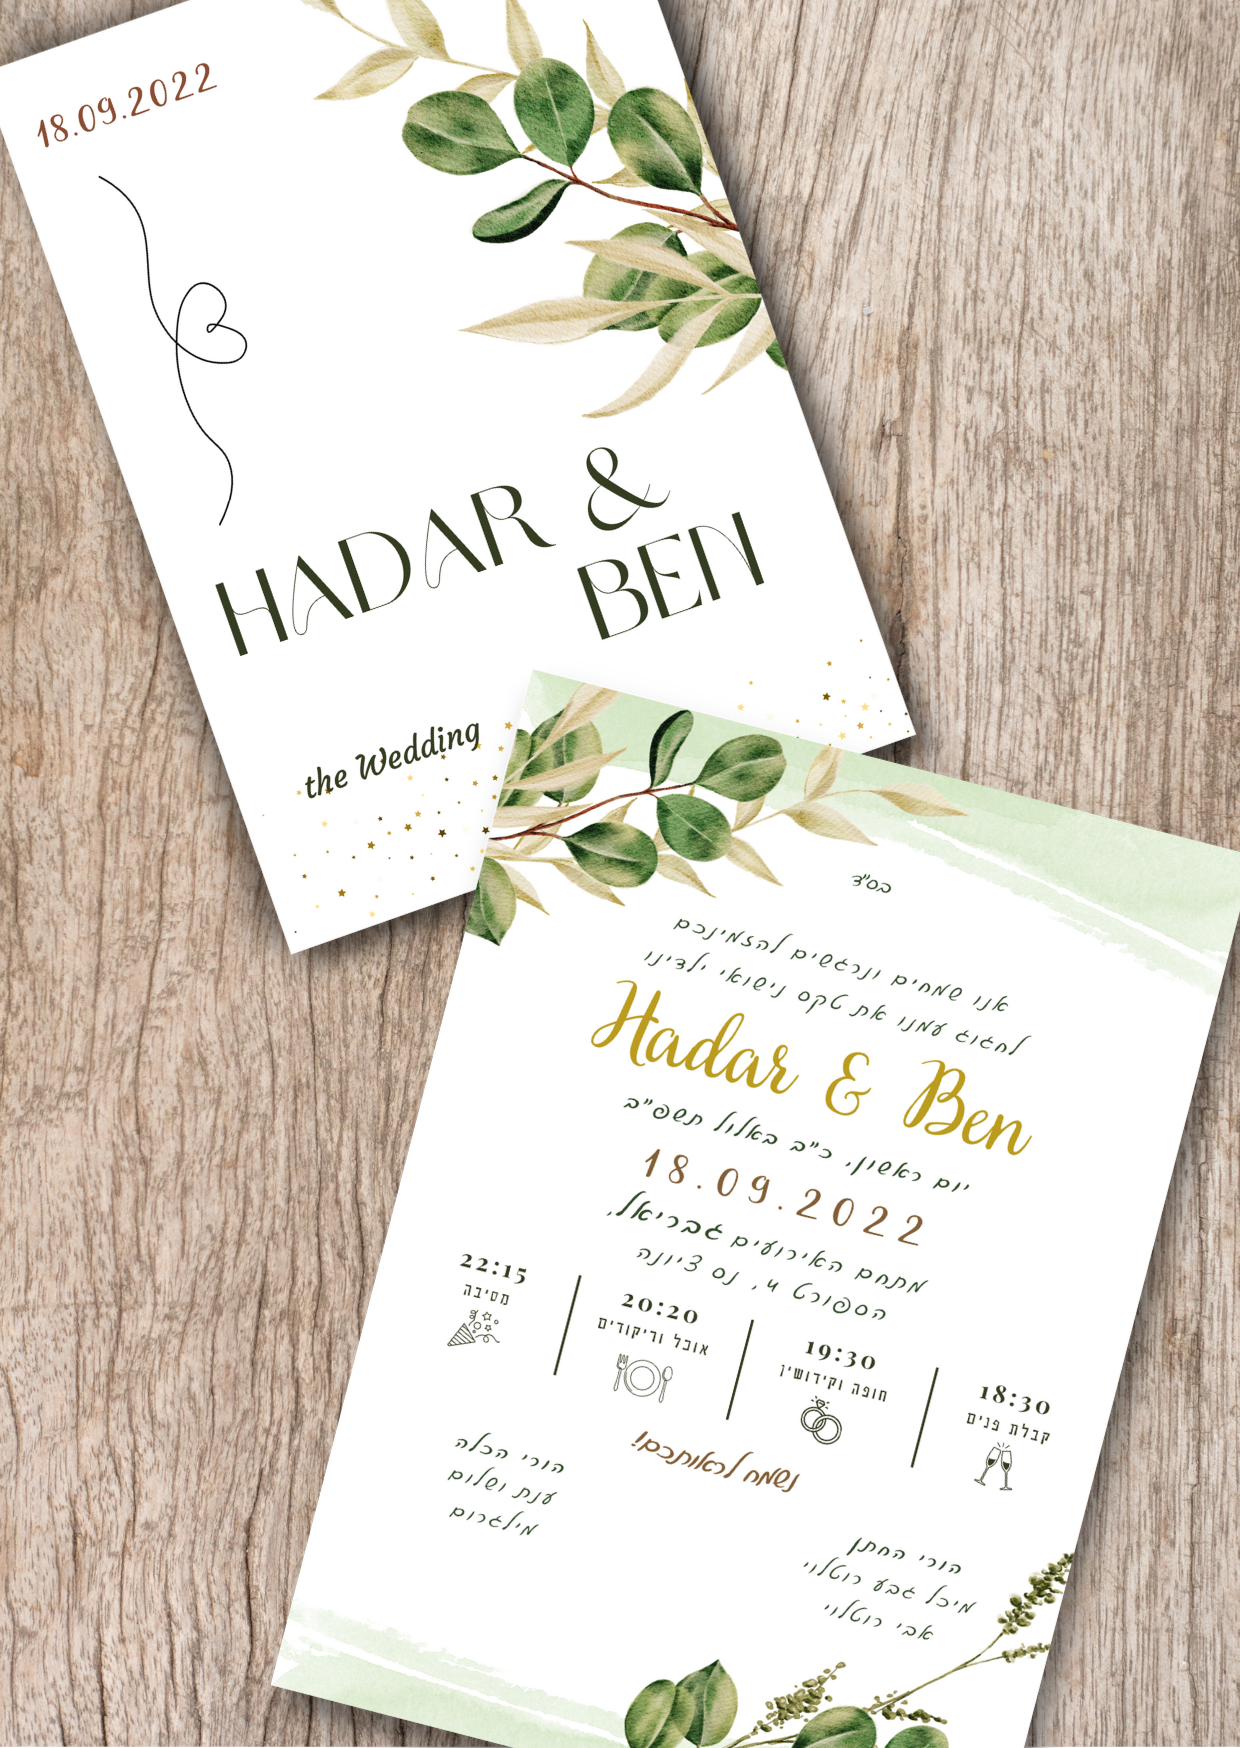 18.09.2022
HADAR &
BEN
the Wedding
בס"ד
אנו שמחים ונרגשים להזמינכם
לחגוג עמנו את טקס נישואי ילדינו
Hadar & Ben
יום ראשון, כ"ב באלול תשפ"ב
18.09.2022
מתחם האירועים גבריאל,
הספורט 4, נס ציונה
18:30
קבלת פנים
19:30
חופה וקידושין
20:20
אוכל וריקודים
22:15
מסיבה
נשמח לראותכם!
הורי החתן
מיכל גבע רוטלוי
אבי רוטלוי
הורי הכלה
ענת ושלום
מילגרום